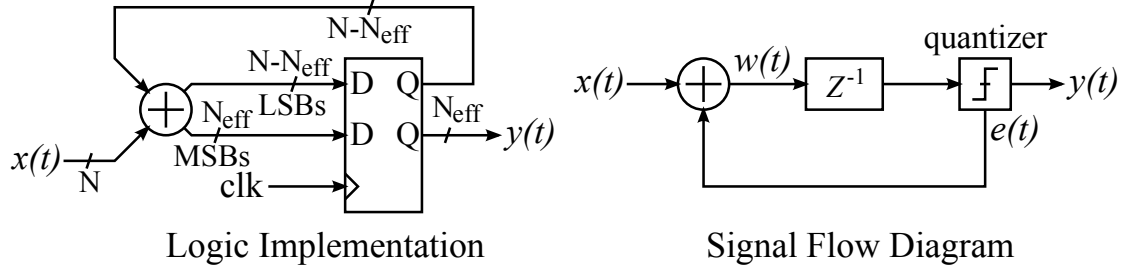 N-N_eff
N-N_eff
LSBs
N_eff
MSBs
x(t)
N
clk
D
Q
D
Q
N_eff
y(t)
Logic Implementation
quantizer
x(t)
w(t)
Z^-1
y(t)
e(t)
Signal Flow Diagram